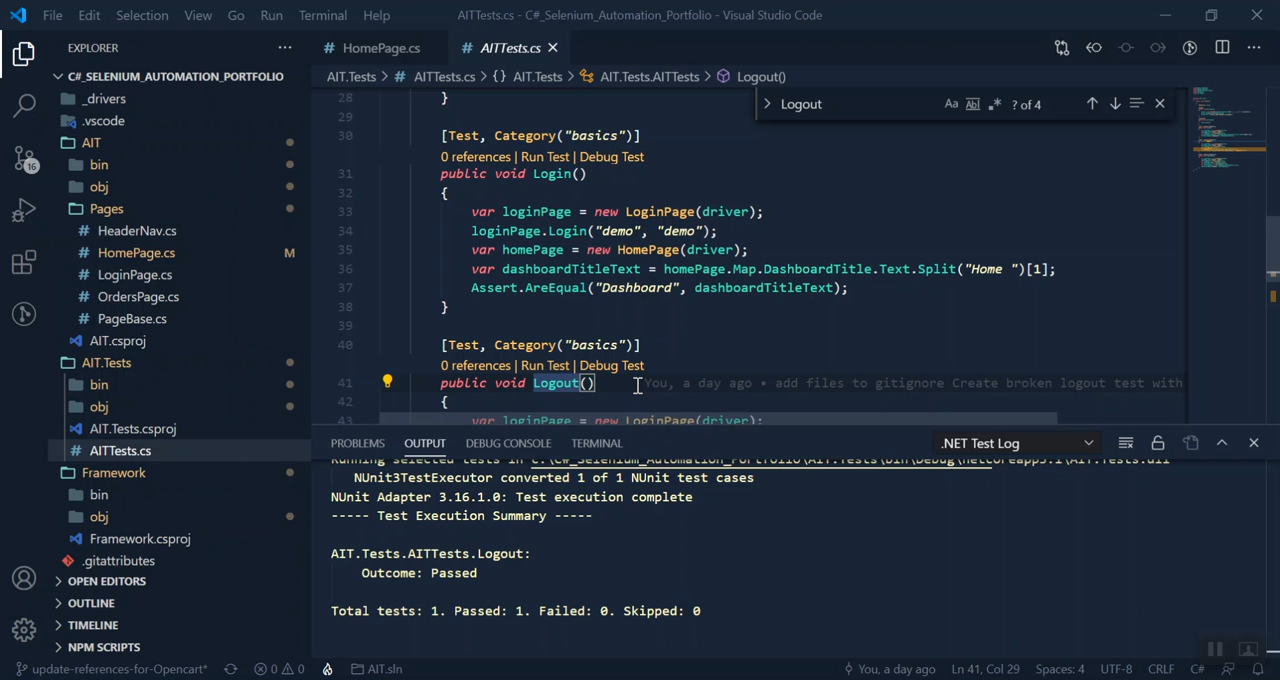 File Edit Selection View Go Run Terminal Help
AITTests.cs - C#_Selenium_Automation_Portfolio - Visual Studio Code
EXPLORER
C#_SELENIUM_AUTOMATION_PORTFOLIO
_drivers
.vscode
AIT
bin
obj
Pages
# HeaderNav.cs
# HomePage.cs M
# LoginPage.cs
# OrdersPage.cs
# PageBase.cs
AIT.csproj
AIT.Tests
bin
obj
AIT.Tests.csproj
# AITTests.cs
Framework
bin
obj
Framework.csproj
.gitattributes
OPEN EDITORS
OUTLINE
TIMELINE
NPM SCRIPTS
16
# HomePage.cs # AITTests.cs
AIT.Tests > # AITTests.cs > {} AIT.Tests > AIT.Tests.AITTests > Logout()
Logout Aa Abl .* ? of 4
28 }
29
30 [Test, Category("basics")]
0 references | Run Test | Debug Test
31 public void Login()
32 {
33 var loginPage = new LoginPage(driver);
34 loginPage.Login("demo", "demo");
35 var homePage = new HomePage(driver);
36 var dashboardTitleText = homePage.Map.DashboardTitle.Text.Split("Home ")[1];
37 Assert.AreEqual("Dashboard", dashboardTitleText);
38 }
39
40 [Test, Category("basics")]
0 references | Run Test | Debug Test
41 public void Logout() You, a day ago • add files to gitignore Create broken logout test with
42 {
43 var loginPage = new LoginPage(driver);
PROBLEMS OUTPUT DEBUG CONSOLE TERMINAL .NET Test Log
Running selected tests in C:\C#_Selenium_Automation_Portfolio\AIT.Tests\bin\Debug\netcoreapp3.1\AIT.Tests.dll
NUnit3TestExecutor converted 1 of 1 NUnit test cases
NUnit Adapter 3.16.1.0: Test execution complete
----- Test Execution Summary -----
AIT.Tests.AITTests.Logout:
Outcome: Passed
Total tests: 1. Passed: 1. Failed: 0. Skipped: 0
update-references-for-Opencart* 0 0 AIT.sln You, a day ago Ln 41, Col 29 Spaces: 4 UTF-8 CRLF C#